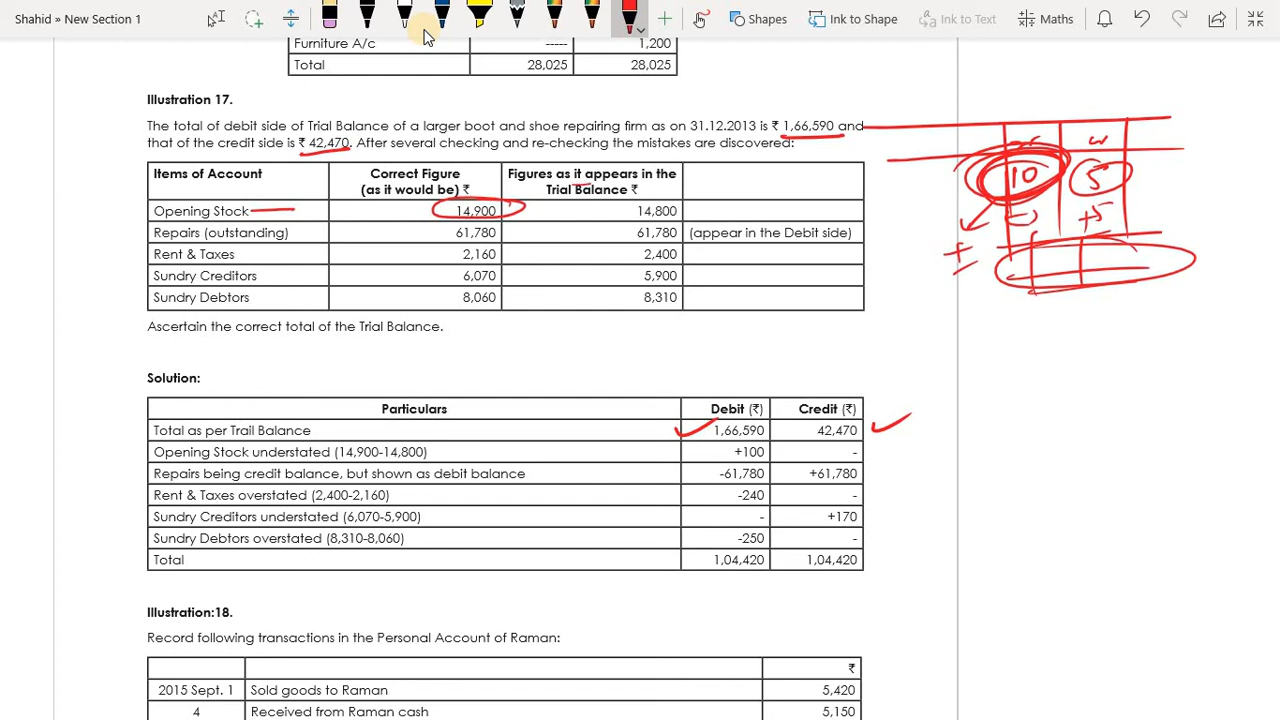 Shahid » New Section 1
Shapes
Ink to Shape
Ink to Text
Maths
Furniture A/c ----- 1,200
Total 28,025 28,025
Illustration 17.
The total of debit side of Trial Balance of a larger boot and shoe repairing firm as on 31.12.2013 is ₹ 1,66,590 and
that of the credit side is ₹ 42,470. After several checking and re-checking the mistakes are discovered:
Items of Account Correct Figure Figures as it appears in the
(as it would be) ₹ Trial Balance ₹
Opening Stock 14,900 14,800
Repairs (outstanding) 61,780 61,780 (appear in the Debit side)
Rent & Taxes 2,160 2,400
Sundry Creditors 6,070 5,900
Sundry Debtors 8,060 8,310
10 5
+5
Ascertain the correct total of the Trial Balance.
Solution:
Particulars Debit (₹) Credit (₹)
Total as per Trail Balance 1,66,590 42,470
Opening Stock understated (14,900-14,800) +100 -
Repairs being credit balance, but shown as debit balance -61,780 +61,780
Rent & Taxes overstated (2,400-2,160) -240 -
Sundry Creditors understated (6,070-5,900) - +170
Sundry Debtors overstated (8,310-8,060) -250 -
Total 1,04,420 1,04,420
Illustration:18.
Record following transactions in the Personal Account of Raman:
₹
2015 Sept. 1 Sold goods to Raman 5,420
4 Received from Raman cash 5,150